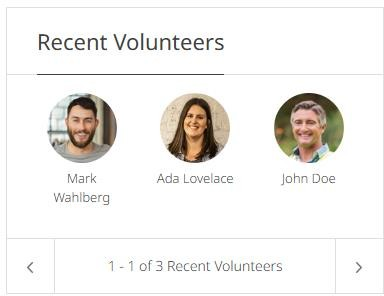 Recent Volunteers
Mark
Wahlberg
Ada Lovelace
John Doe
1 - 1 of 3 Recent Volunteers